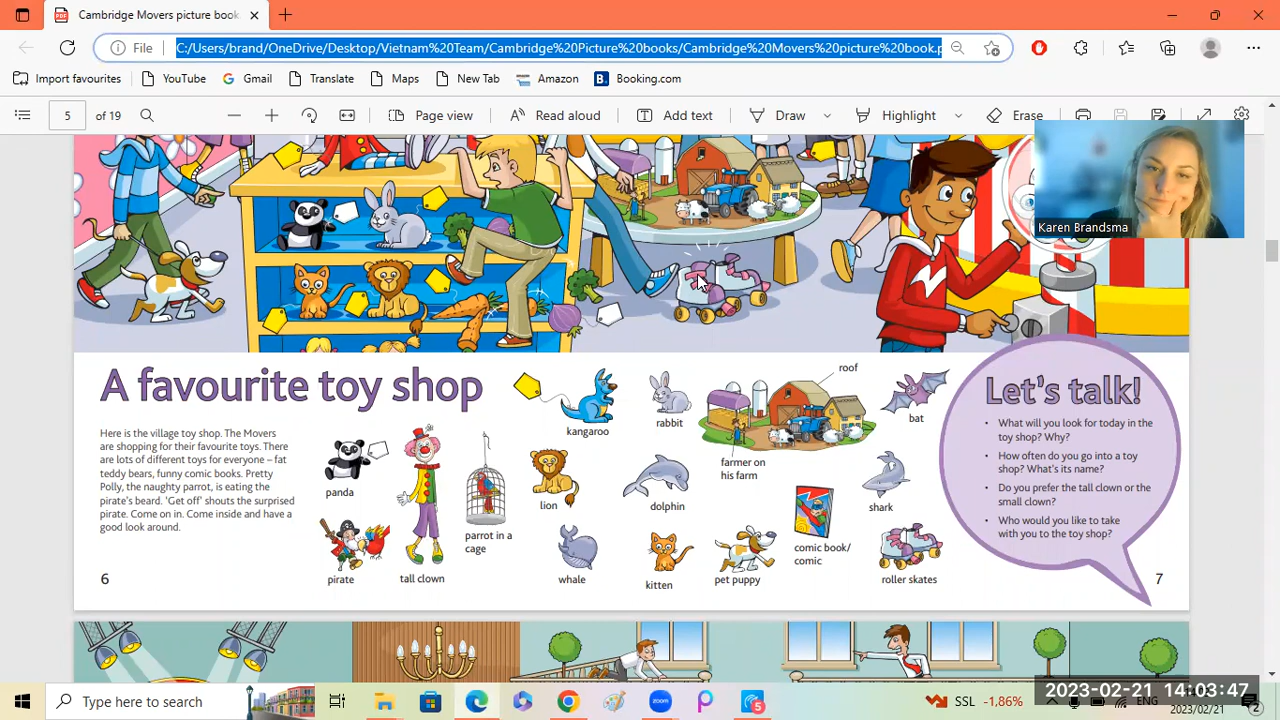 Cambridge Movers picture book
File
C:/Users/brand/OneDrive/Desktop/Vietnam%20Team/Cambridge%20Picture%20books/Cambridge%20Movers%20picture%20book.p
Import favourites
YouTube
Gmail
Translate
Maps
New Tab
Amazon
B.
Booking.com
5
of 19
Page view
Read aloud
Add text
Draw
Highlight
Erase
Karen Brandsma
A favourite toy shop
Here is the village toy shop. The Movers
are shopping for their favourite toys. There
are lots of different toys for everyone – fat
teddy bears, funny comic books. Pretty
Polly, the naughty parrot, is eating the
pirate's beard. 'Get off' shouts the surprised
pirate. Come on in. Come inside and have a
good look around.
6
kangaroo
rabbit
roof
bat
panda
farmer on
his farm
lion
dolphin
shark
parrot in a
cage
comic book/
comic
pirate
tall clown
whale
kitten
pet puppy
roller skates
Let's talk!
• What will you look for today in the
toy shop? Why?
• How often do you go into a toy
shop? What's its name?
• Do you prefer the tall clown or the
small clown?
• Who would you like to take
with you to the toy shop?
7
Type here to search
5
SSL
-1,86%
ENG
2023-02-21 14:03:47
2023/02/21
2